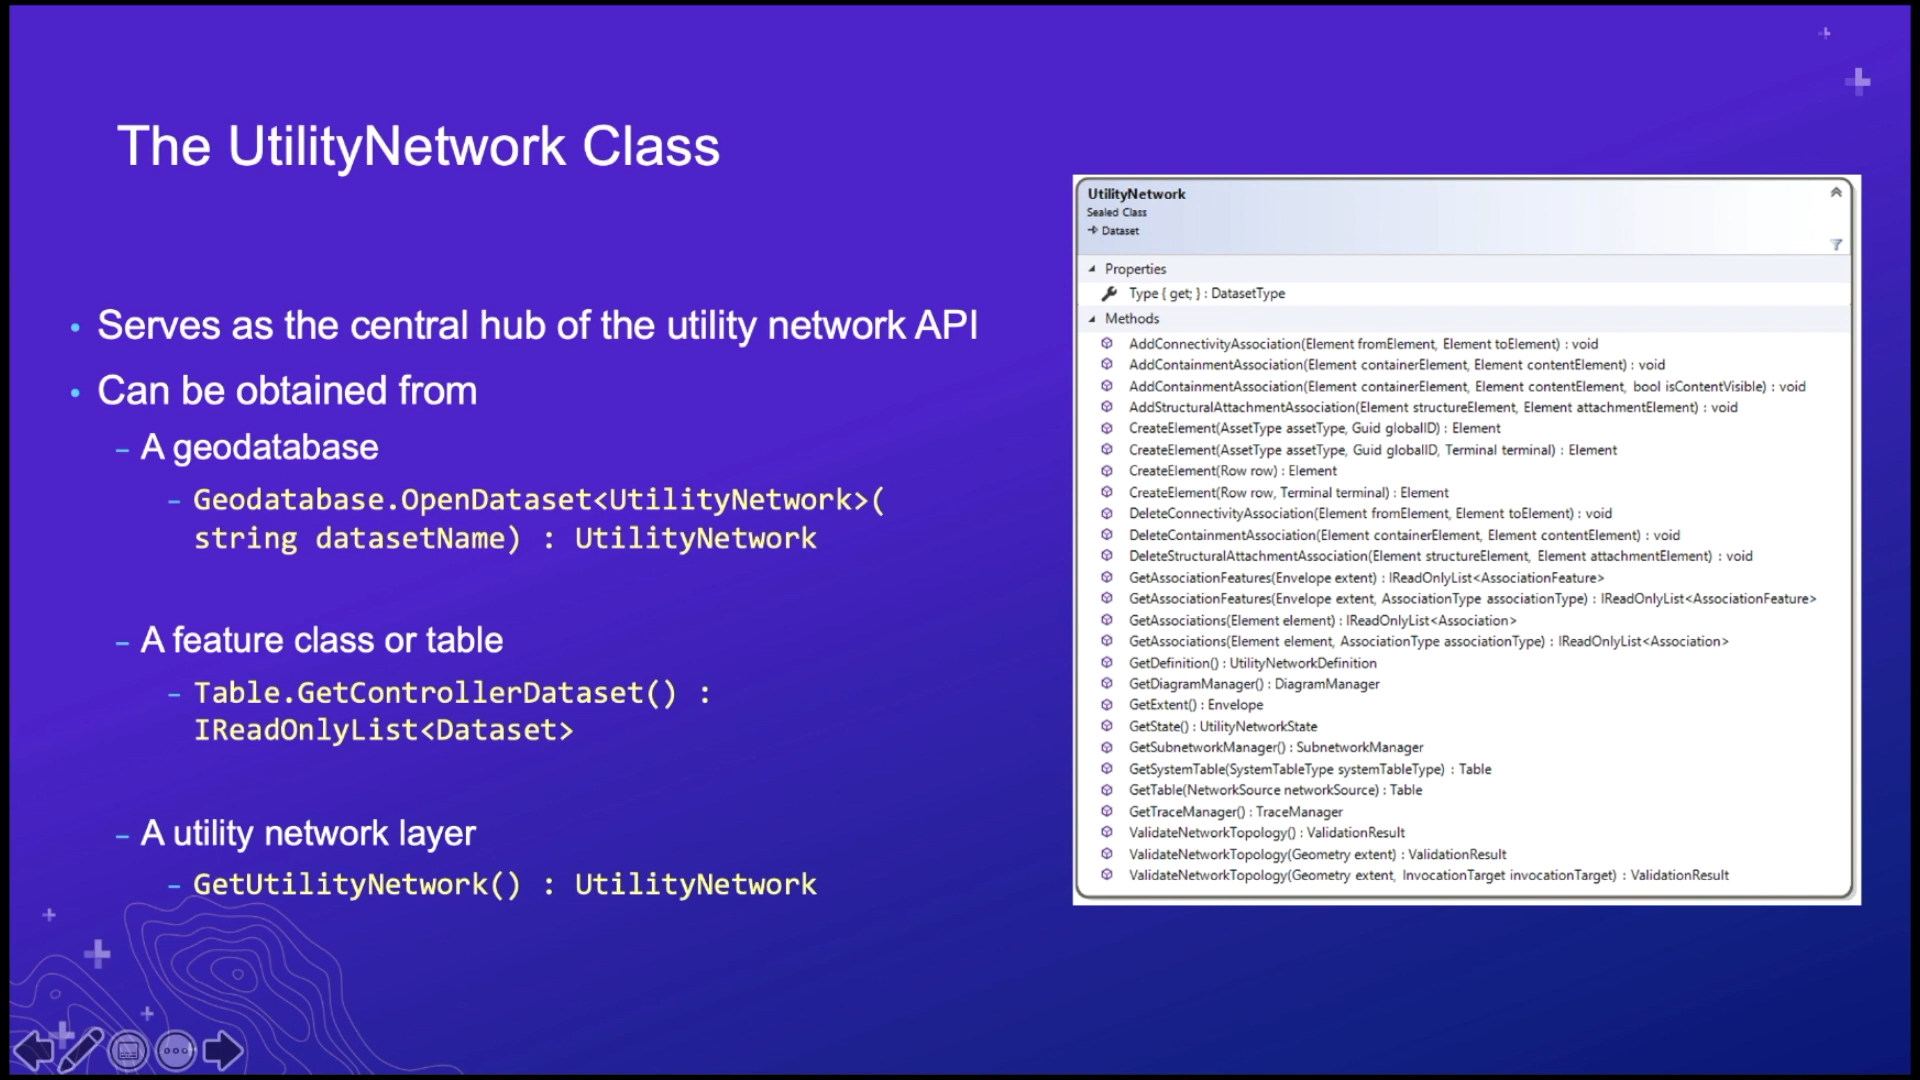 The UtilityNetwork Class
• Serves as the central hub of the utility network API
• Can be obtained from
– A geodatabase
– Geodatabase.OpenDataset<UtilityNetwork>(
string datasetName) : UtilityNetwork
– A feature class or table
– Table.GetControllerDataset() :
IReadOnlyList<Dataset>
– A utility network layer
– GetUtilityNetwork() : UtilityNetwork
UtilityNetwork
Sealed Class
Dataset
Properties
Type { get; } : DatasetType
Methods
AddConnectivityAssociation(Element fromElement, Element toElement) : void
AddContainmentAssociation(Element containerElement, Element contentElement) : void
AddContainmentAssociation(Element containerElement, Element contentElement, bool isContentVisible) : void
AddStructuralAttachmentAssociation(Element structureElement, Element attachmentElement) : void
CreateElement(AssetType assetType, Guid globalID) : Element
CreateElement(AssetType assetType, Guid globalID, Terminal terminal) : Element
CreateElement(Row row) : Element
CreateElement(Row row, Terminal terminal) : Element
DeleteConnectivityAssociation(Element fromElement, Element toElement) : void
DeleteContainmentAssociation(Element containerElement, Element contentElement) : void
DeleteStructuralAttachmentAssociation(Element structureElement, Element attachmentElement) : void
GetAssociationFeatures(Envelope extent) : IReadOnlyList<AssociationFeature>
GetAssociationFeatures(Envelope extent, AssociationType associationType) : IReadOnlyList<AssociationFeature>
GetAssociations(Element element) : IReadOnlyList<Association>
GetAssociations(Element element, AssociationType associationType) : IReadOnlyList<Association>
GetDefinition() : UtilityNetworkDefinition
GetDiagramManager() : DiagramManager
GetExtent() : Envelope
GetState() : UtilityNetworkState
GetSubnetworkManager() : SubnetworkManager
GetSystemTable(SystemTableType systemTableType) : Table
GetTable(NetworkSource networkSource) : Table
GetTraceManager() : TraceManager
ValidateNetworkTopology() : ValidationResult
ValidateNetworkTopology(Geometry extent) : ValidationResult
ValidateNetworkTopology(Geometry extent, InvocationTarget invocationTarget) : ValidationResult